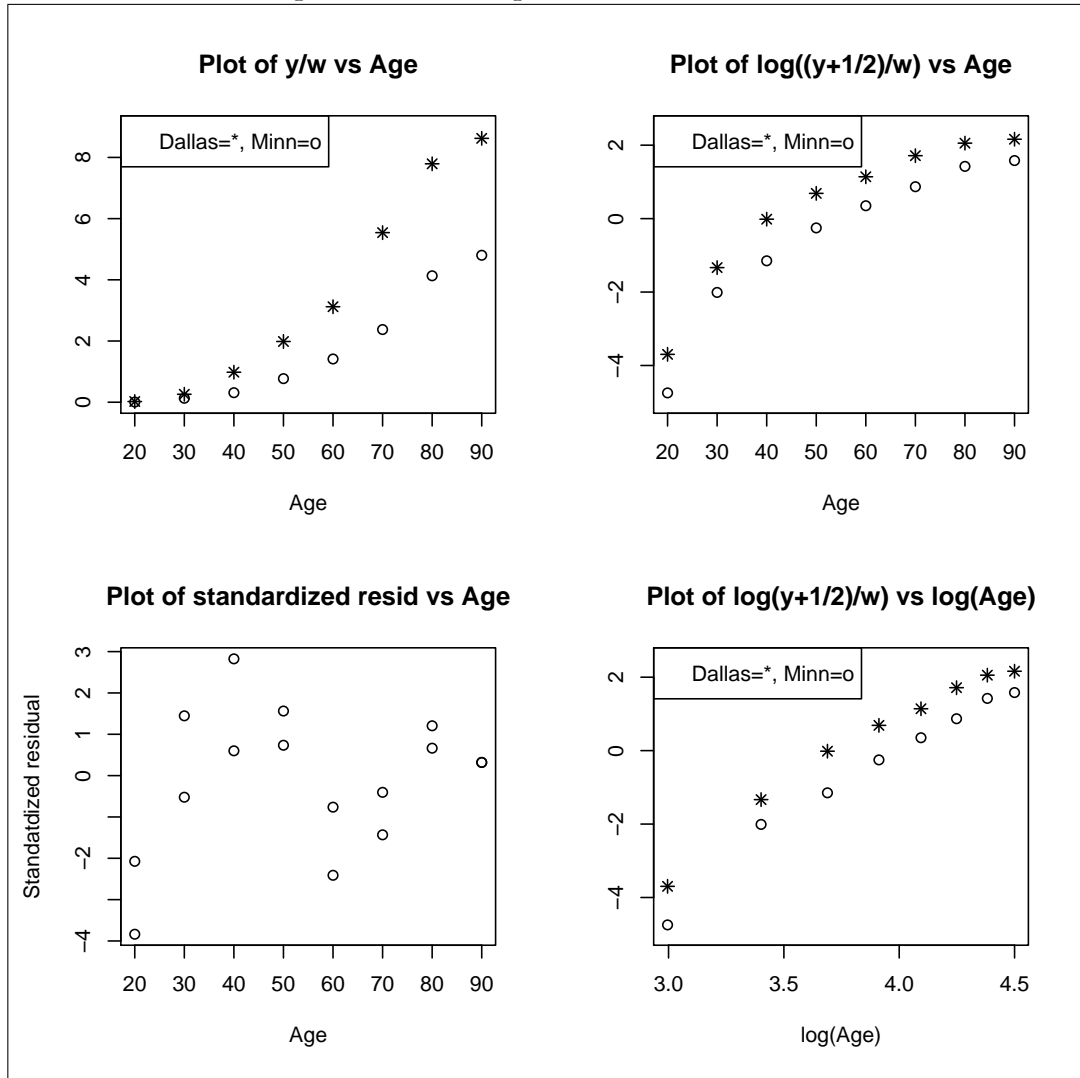 Plot of y/w vs Age
Dallas=*, Minn=o
8
6
4
2
0
20 30 40 50 60 70 80 90
Age
Plot of log((y+1/2)/w) vs Age
Dallas=*, Minn=o
2
0
−2
−4
20 30 40 50 60 70 80 90
Age
Plot of standardized resid vs Age
Standatdized residual
3
2
1
0
−2
−4
20 30 40 50 60 70 80 90
Age
Plot of log(y+1/2)/w) vs log(Age)
Dallas=*, Minn=o
2
0
−2
−4
3.0 3.5 4.0 4.5
log(Age)